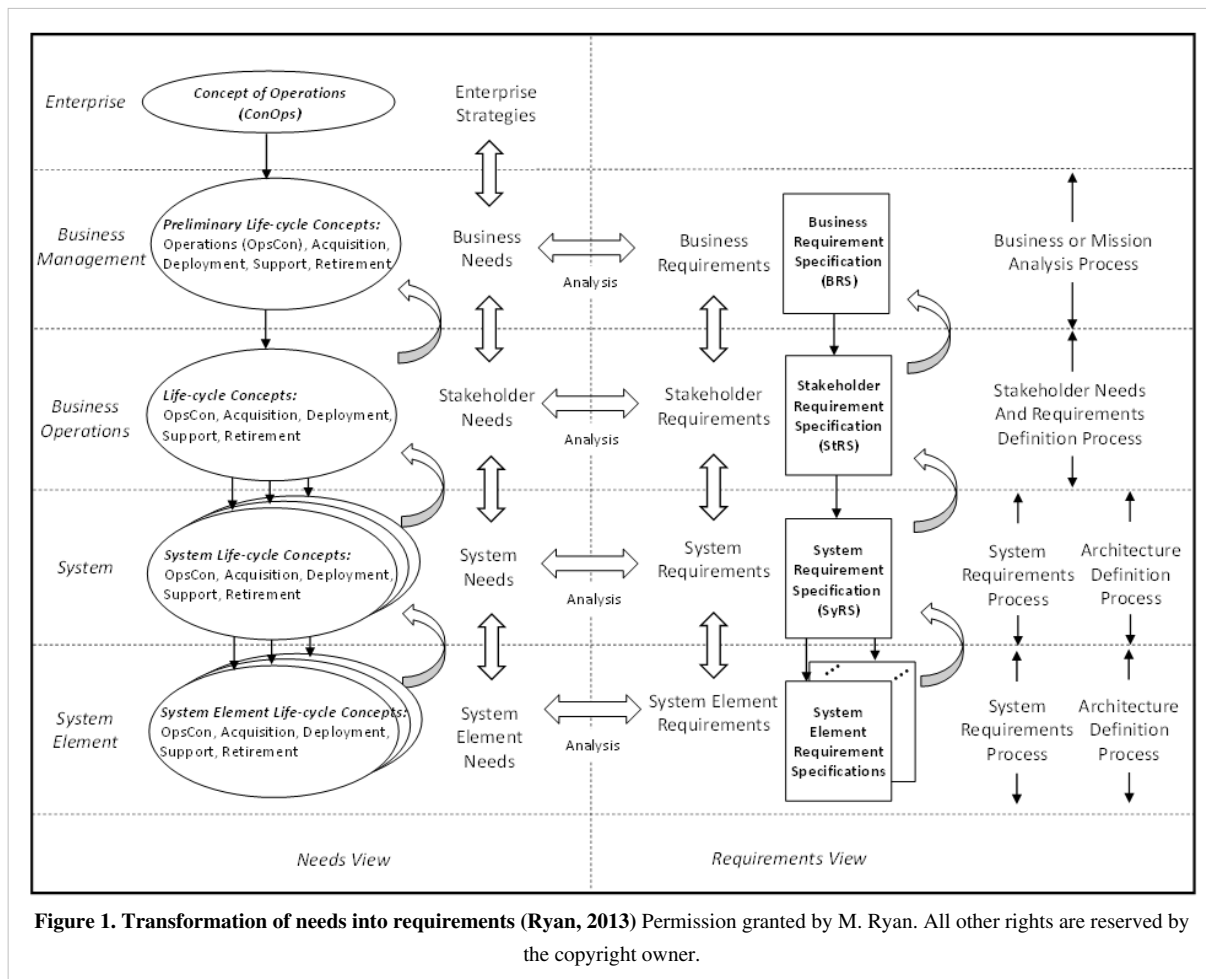 Enterprise
Concept of Operations
(ConOps)
Enterprise
Strategies
Business
Management
Preliminary Life-cycle Concepts:
Operations (OpsCon), Acquisition,
Deployment, Support, Retirement
Business
Needs
Analysis
Business
Requirements
Business
Requirement
Specification
(BRS)
Business or Mission
Analysis Process
Business
Operations
Life-cycle Concepts:
OpsCon, Acquisition, Deployment,
Support, Retirement
Stakeholder
Needs
Analysis
Stakeholder
Requirements
Stakeholder
Requirement
Specification
(StRS)
Stakeholder Needs
And Requirements
Definition Process
System
System Life-cycle Concepts:
OpsCon, Acquisition, Deployment,
Support, Retirement
System
Needs
Analysis
System
Requirements
System
Requirement
Specification
(SyRS)
System
Requirements
Process
Architecture
Definition
Process
System
Element
System Element Life-cycle Concepts:
OpsCon, Acquisition, Deployment,
Support, Retirement
System
Element
Needs
Analysis
System Element
Requirements
System
Element
Requirement
Specifications
System
Requirements
Process
Architecture
Definition
Process
Needs View
Requirements View
Figure 1. Transformation of needs into requirements (Ryan, 2013) Permission granted by M. Ryan. All other rights are reserved by
the copyright owner.